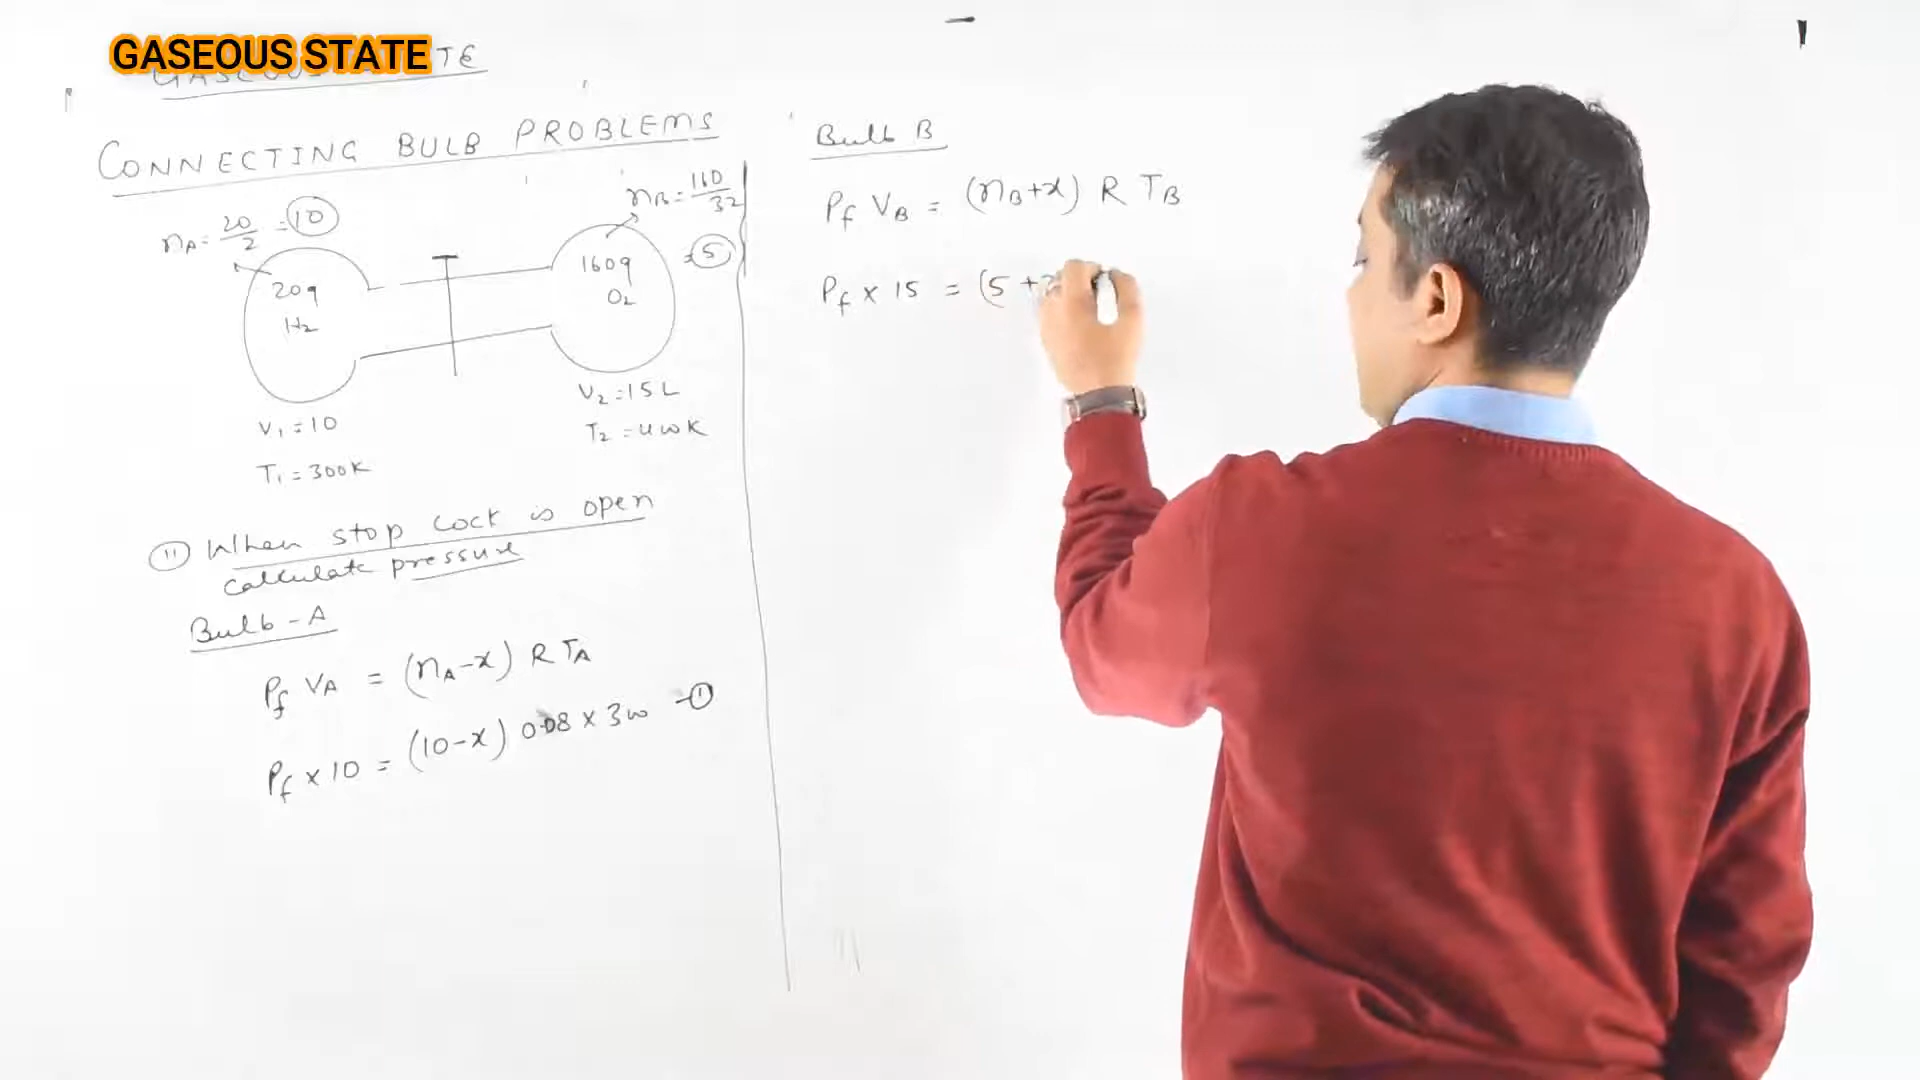 GASEOUS STATE
CONNECTING BULB PROBLEMS
nA = 20/2 = 10
nB = 160/32
= 5
20g
H2
160g
O2
V1 = 10
T1 = 300K
V2 = 15L
T2 = 400K
(11) When stop cock is open
calculate pressure
Bulb - A
Pf VA = (nA - x) R TA
Pf x 10 = (10 - x) 0.08 x 300 - (1)
Bulb B
Pf VB = (nB + x) R TB
Pf x 15 = (5 +